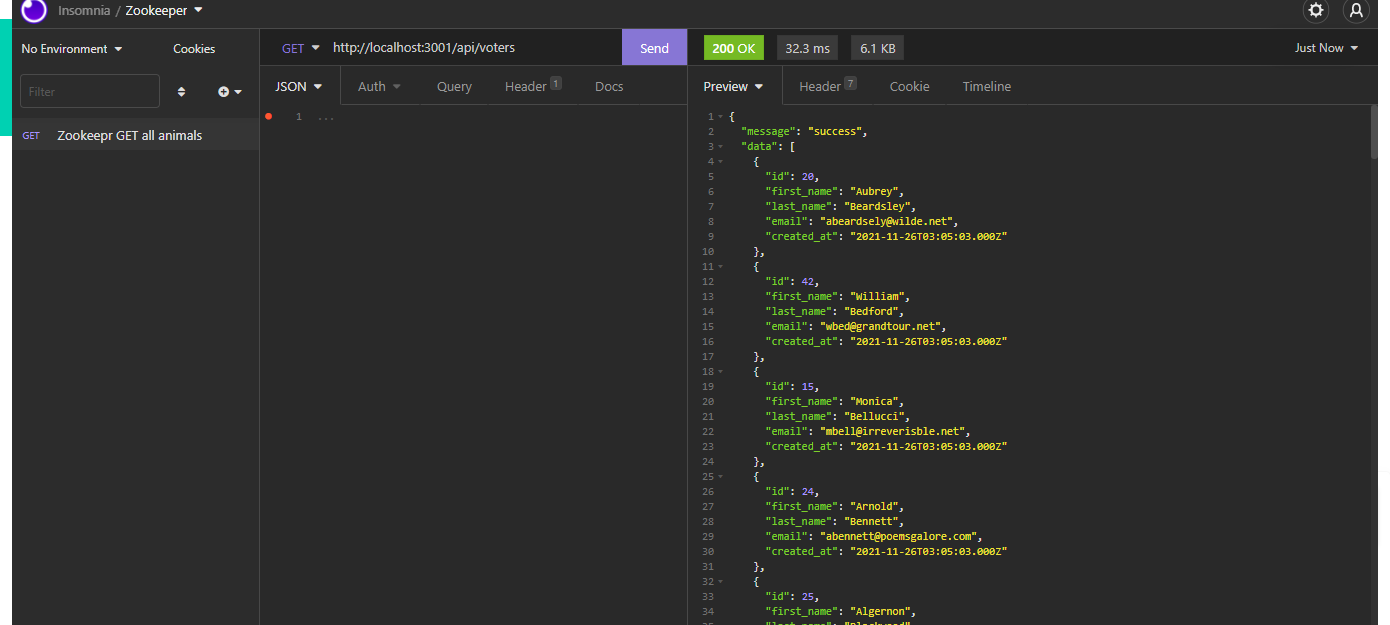 Insomnia / Zookeeper
No Environment
Cookies
GET http://localhost:3001/api/voters
Send
200 OK
32.3 ms
6.1 KB
Just Now
Filter
GET Zookeepr GET all animals
JSON
Auth
Query
Header 1
Docs
1 ...
Preview
Header 7
Cookie
Timeline
1 {
2 "message": "success",
3 "data": [
4 {
5 "id": 20,
6 "first_name": "Aubrey",
7 "last_name": "Beardsley",
8 "email": "abeardsely@wilde.net",
9 "created_at": "2021-11-26T03:05:03.000Z"
10 },
11 {
12 "id": 42,
13 "first_name": "William",
14 "last_name": "Bedford",
15 "email": "wbed@grandtour.net",
16 "created_at": "2021-11-26T03:05:03.000Z"
17 },
18 {
19 "id": 15,
20 "first_name": "Monica",
21 "last_name": "Bellucci",
22 "email": "mbell@irreverisble.net",
23 "created_at": "2021-11-26T03:05:03.000Z"
24 },
25 {
26 "id": 24,
27 "first_name": "Arnold",
28 "last_name": "Bennett",
29 "email": "abennett@poemsgalore.com",
30 "created_at": "2021-11-26T03:05:03.000Z"
31 },
32 {
33 "id": 25,
34 "first_name": "Algernon",